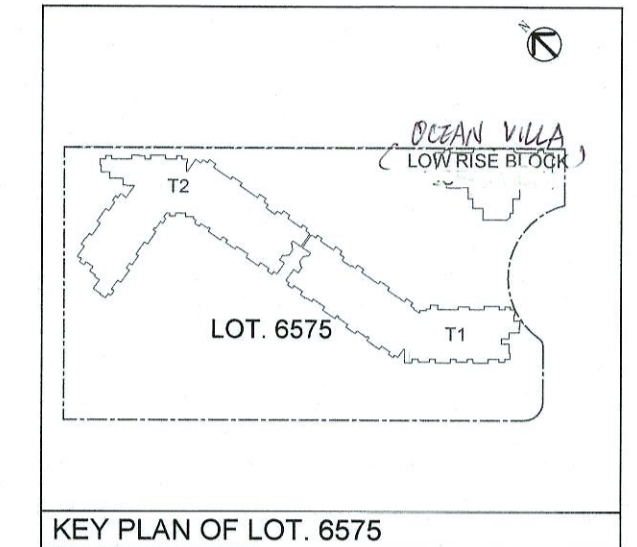 N
OCEAN VILLA
( LOW RISE BLOCK )
T2
LOT. 6575
T1
KEY PLAN OF LOT. 6575